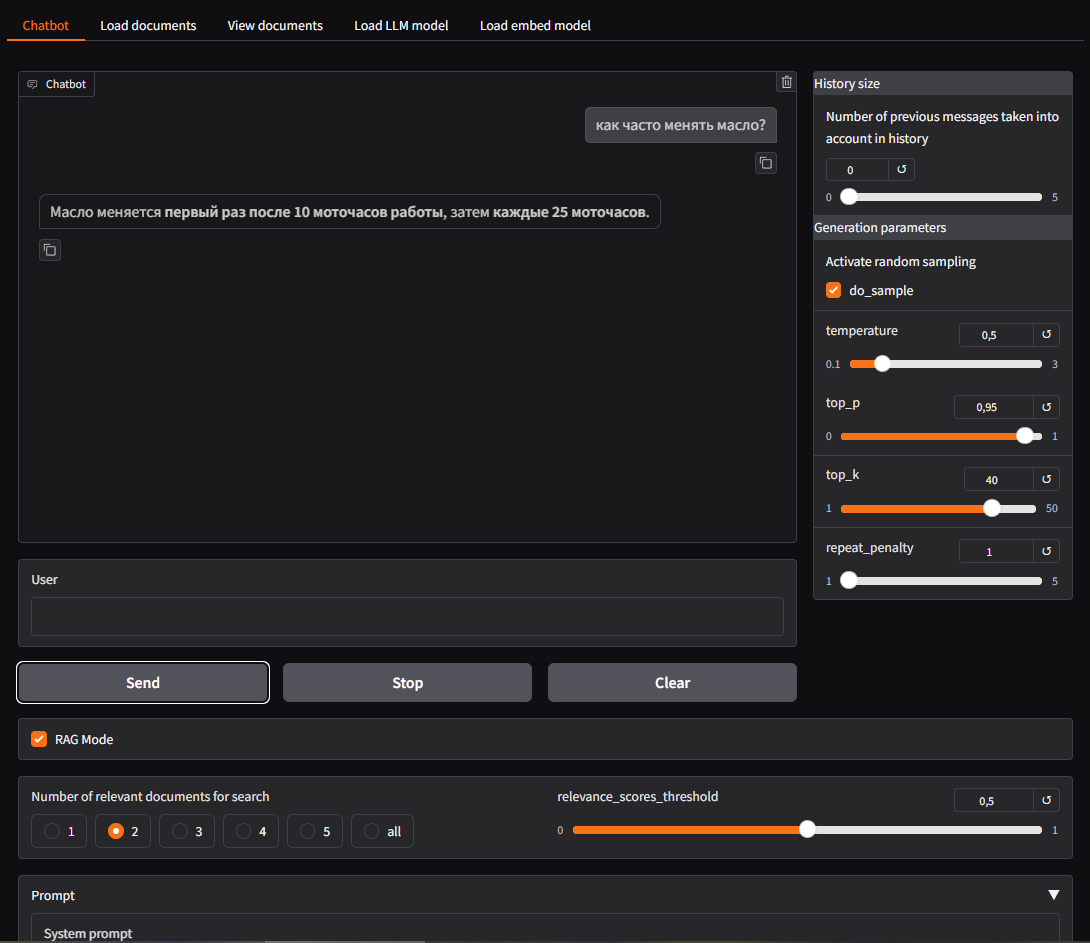 Chatbot Load documents View documents Load LLM model Load embed model
Chatbot
как часто менять масло?
Масло меняется первый раз после 10 моточасов работы, затем каждые 25 моточасов.
User
Send Stop Clear
RAG Mode
Number of relevant documents for search
1 2 3 4 5 all
relevance_scores_threshold 0,5
0 1
Prompt
System prompt
History size
Number of previous messages taken into
account in history
0
0 5
Generation parameters
Activate random sampling
do_sample
temperature 0,5
0.1 3
top_p 0,95
0 1
top_k 40
1 50
repeat_penalty 1
1 5